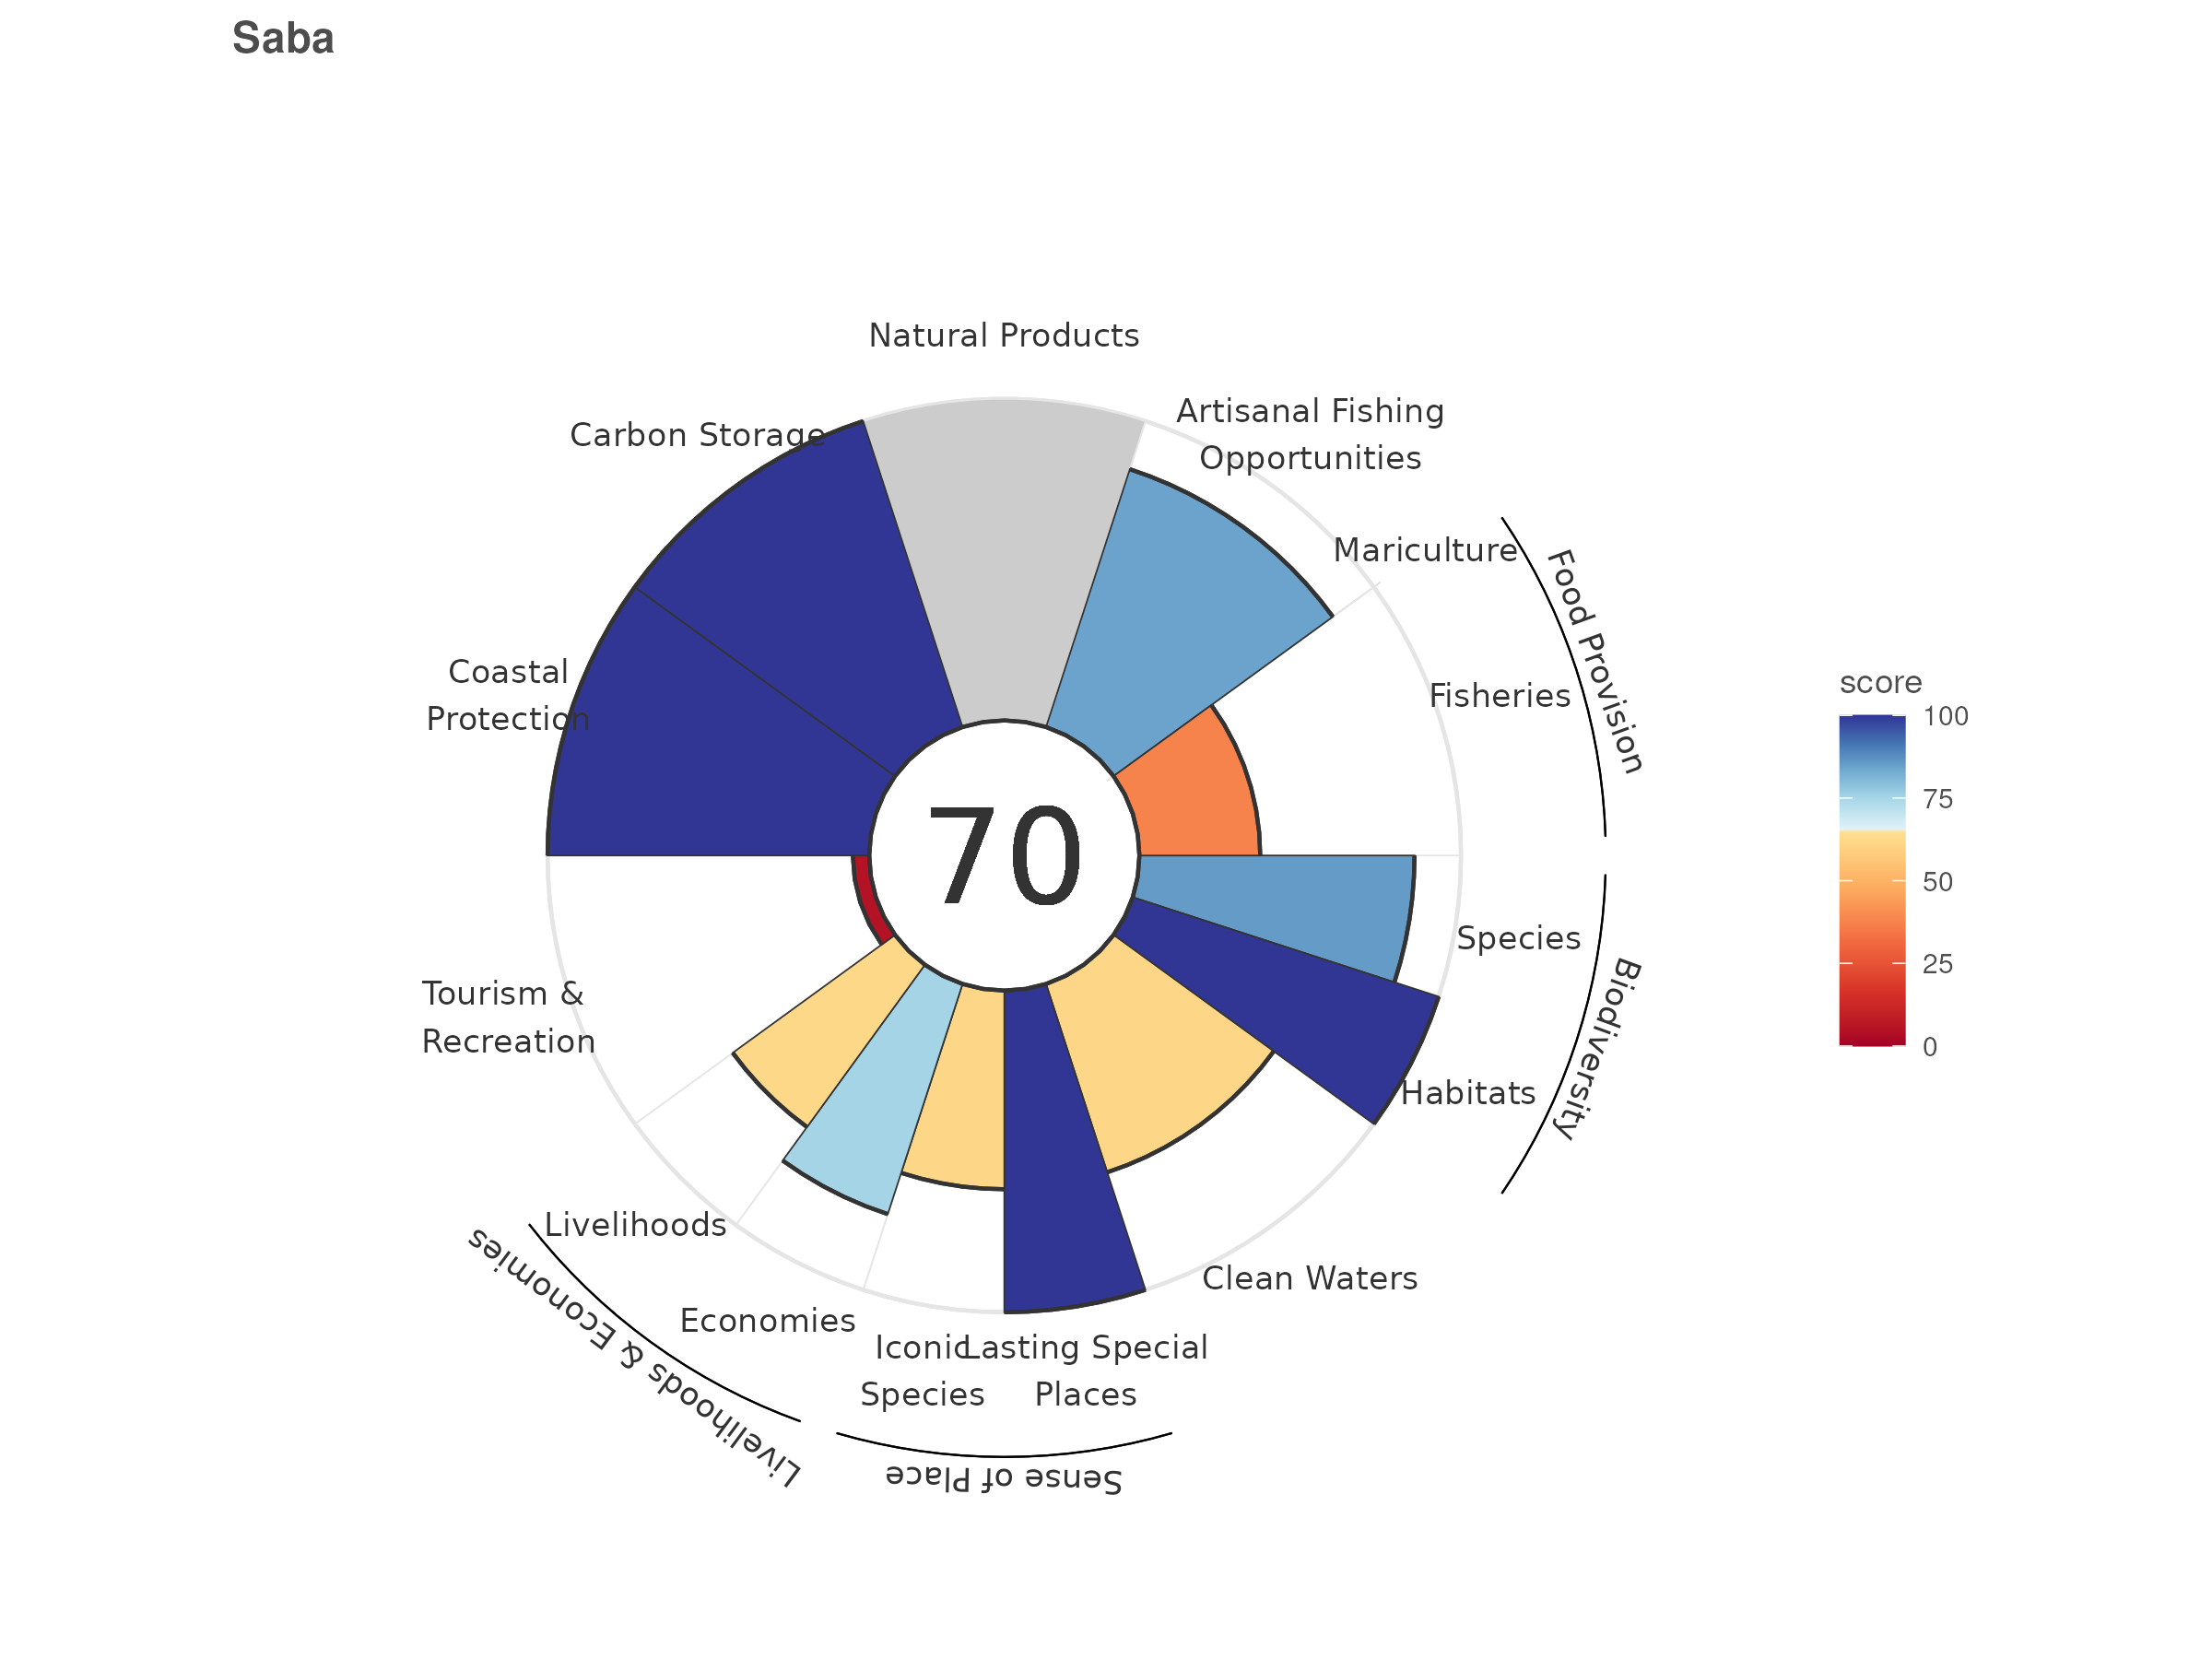 Saba
Natural Products
Artisanal Fishing
Opportunities
Carbon Storage
Mariculture
Food Provision
Fisheries
Coastal
Protection
score
100
75
50
25
0
70
Species
Biodiversity
Tourism &
Recreation
Habitats
Livelihoods
Clean Waters
Economies
Livelihoods & Economies
Iconic
Species
Lasting Special
Places
Sense of Place